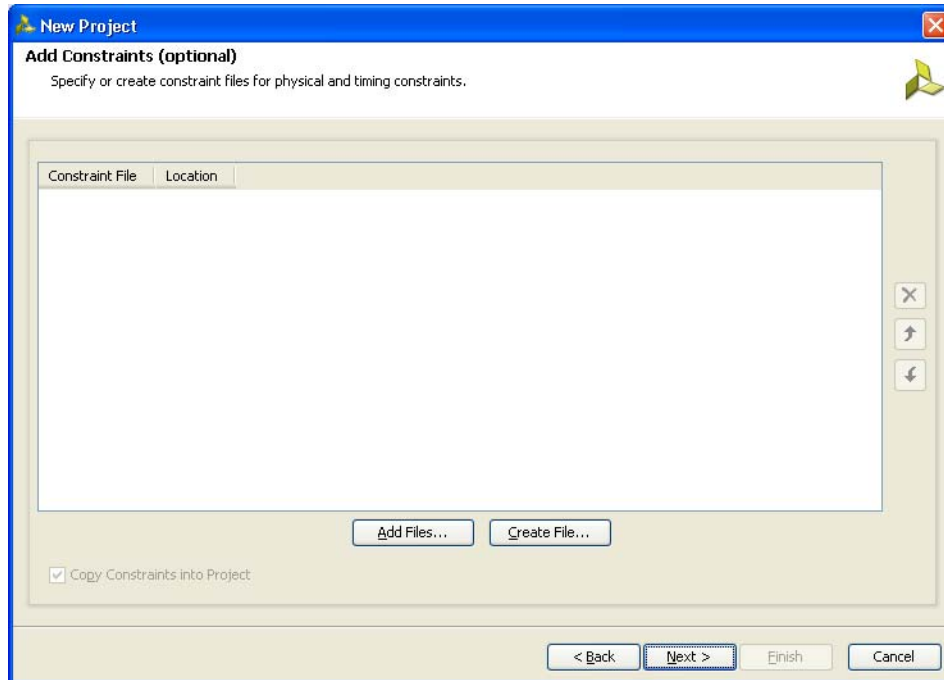 New Project
Add Constraints (optional)
Specify or create constraint files for physical and timing constraints.
Constraint File Location
Add Files... Create File...
Copy Constraints into Project
< Back Next > Finish Cancel